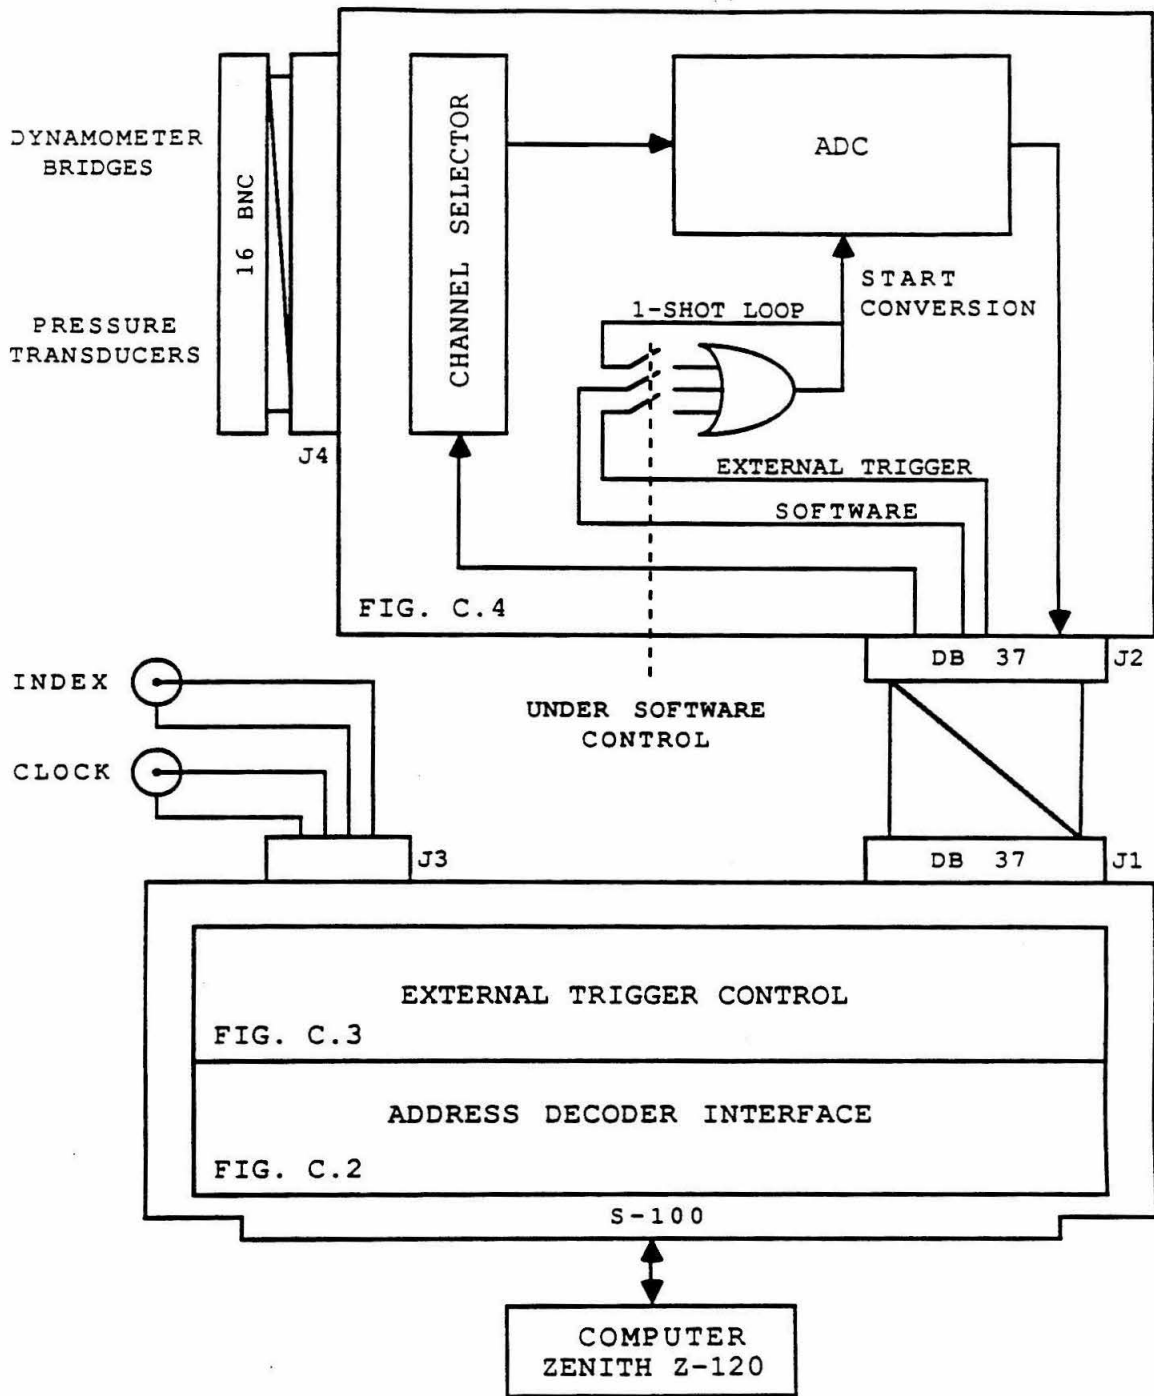 DYNAMOMETER
BRIDGES
PRESSURE
TRANSDUCERS
16 BNC
J4
CHANNEL SELECTOR
ADC
START
CONVERSION
1-SHOT LOOP
EXTERNAL TRIGGER
SOFTWARE
FIG. C.4
DB 37
J2
INDEX
CLOCK
UNDER SOFTWARE
CONTROL
J3
DB 37
J1
EXTERNAL TRIGGER CONTROL
FIG. C.3
ADDRESS DECODER INTERFACE
FIG. C.2
S-100
COMPUTER
ZENITH Z-120